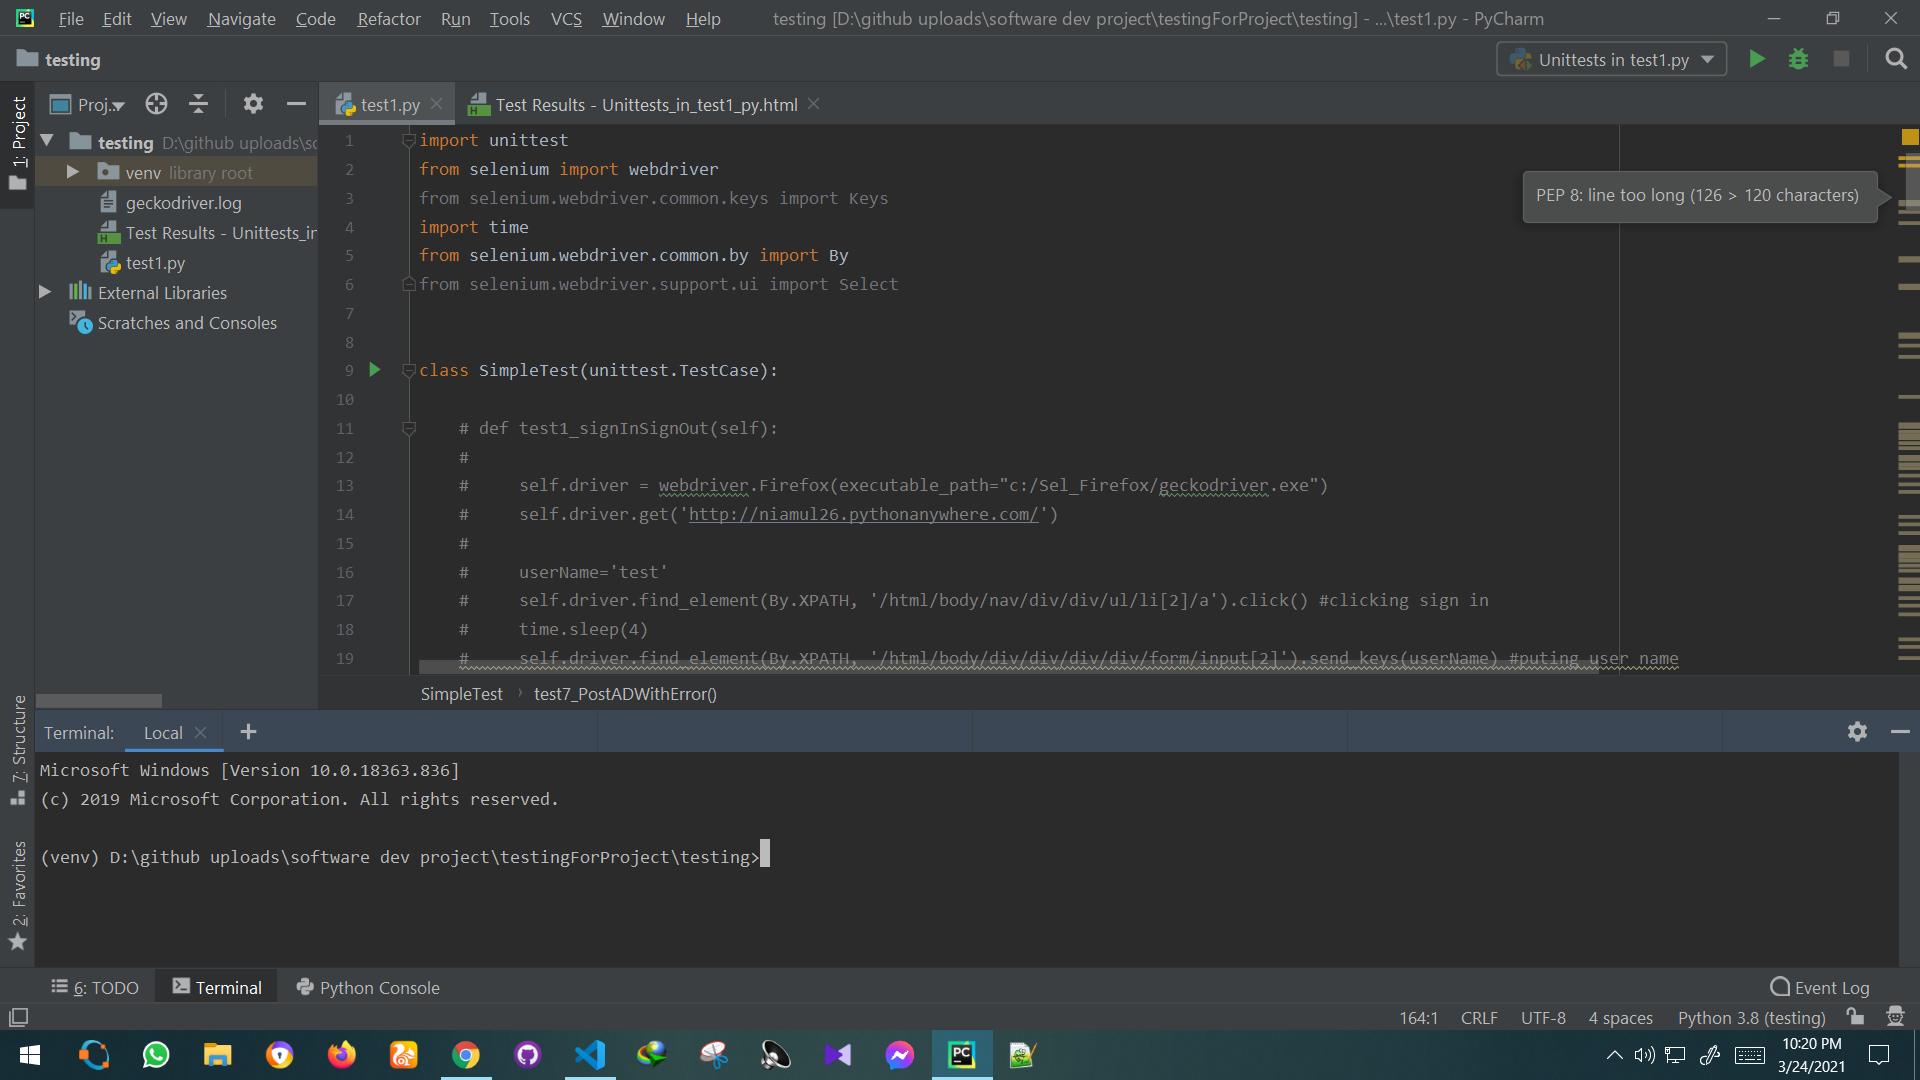 File Edit View Navigate Code Refactor Run Tools VCS Window Help testing [D:\github uploads\software dev project\testingForProject\testing] - ...\test1.py - PyCharm
testing
Unittests in test1.py
1: Project
Proj..
test1.py
Test Results - Unittests_in_test1_py.html
testing D:\github uploads\so
venv library root
geckodriver.log
Test Results - Unittests_in
test1.py
External Libraries
Scratches and Consoles
1 import unittest
2 from selenium import webdriver
3 from selenium.webdriver.common.keys import Keys
4 import time
5 from selenium.webdriver.common.by import By
6 from selenium.webdriver.support.ui import Select
7
8
9 class SimpleTest(unittest.TestCase):
10
11 # def test1_signInSignOut(self):
12 #
13 # self.driver = webdriver.Firefox(executable_path="c:/Sel_Firefox/geckodriver.exe")
14 # self.driver.get('http://niamul26.pythonanywhere.com/')
15 #
16 # userName='test'
17 # self.driver.find_element(By.XPATH, '/html/body/nav/div/div/ul/li[2]/a').click() #clicking sign in
18 # time.sleep(4)
19 # self.driver.find_element(By.XPATH, '/html/body/div/div/div/div/form/input[2]').send_keys(userName) #puting user name
PEP 8: line too long (126 > 120 characters)
SimpleTest › test7_PostADWithError()
7: Structure
2: Favorites
Terminal: Local +
Microsoft Windows [Version 10.0.18363.836]
(c) 2019 Microsoft Corporation. All rights reserved.
(venv) D:\github uploads\software dev project\testingForProject\testing>
6: TODO Terminal Python Console Event Log
164:1 CRLF UTF-8 4 spaces Python 3.8 (testing)
10:20 PM
3/24/2021